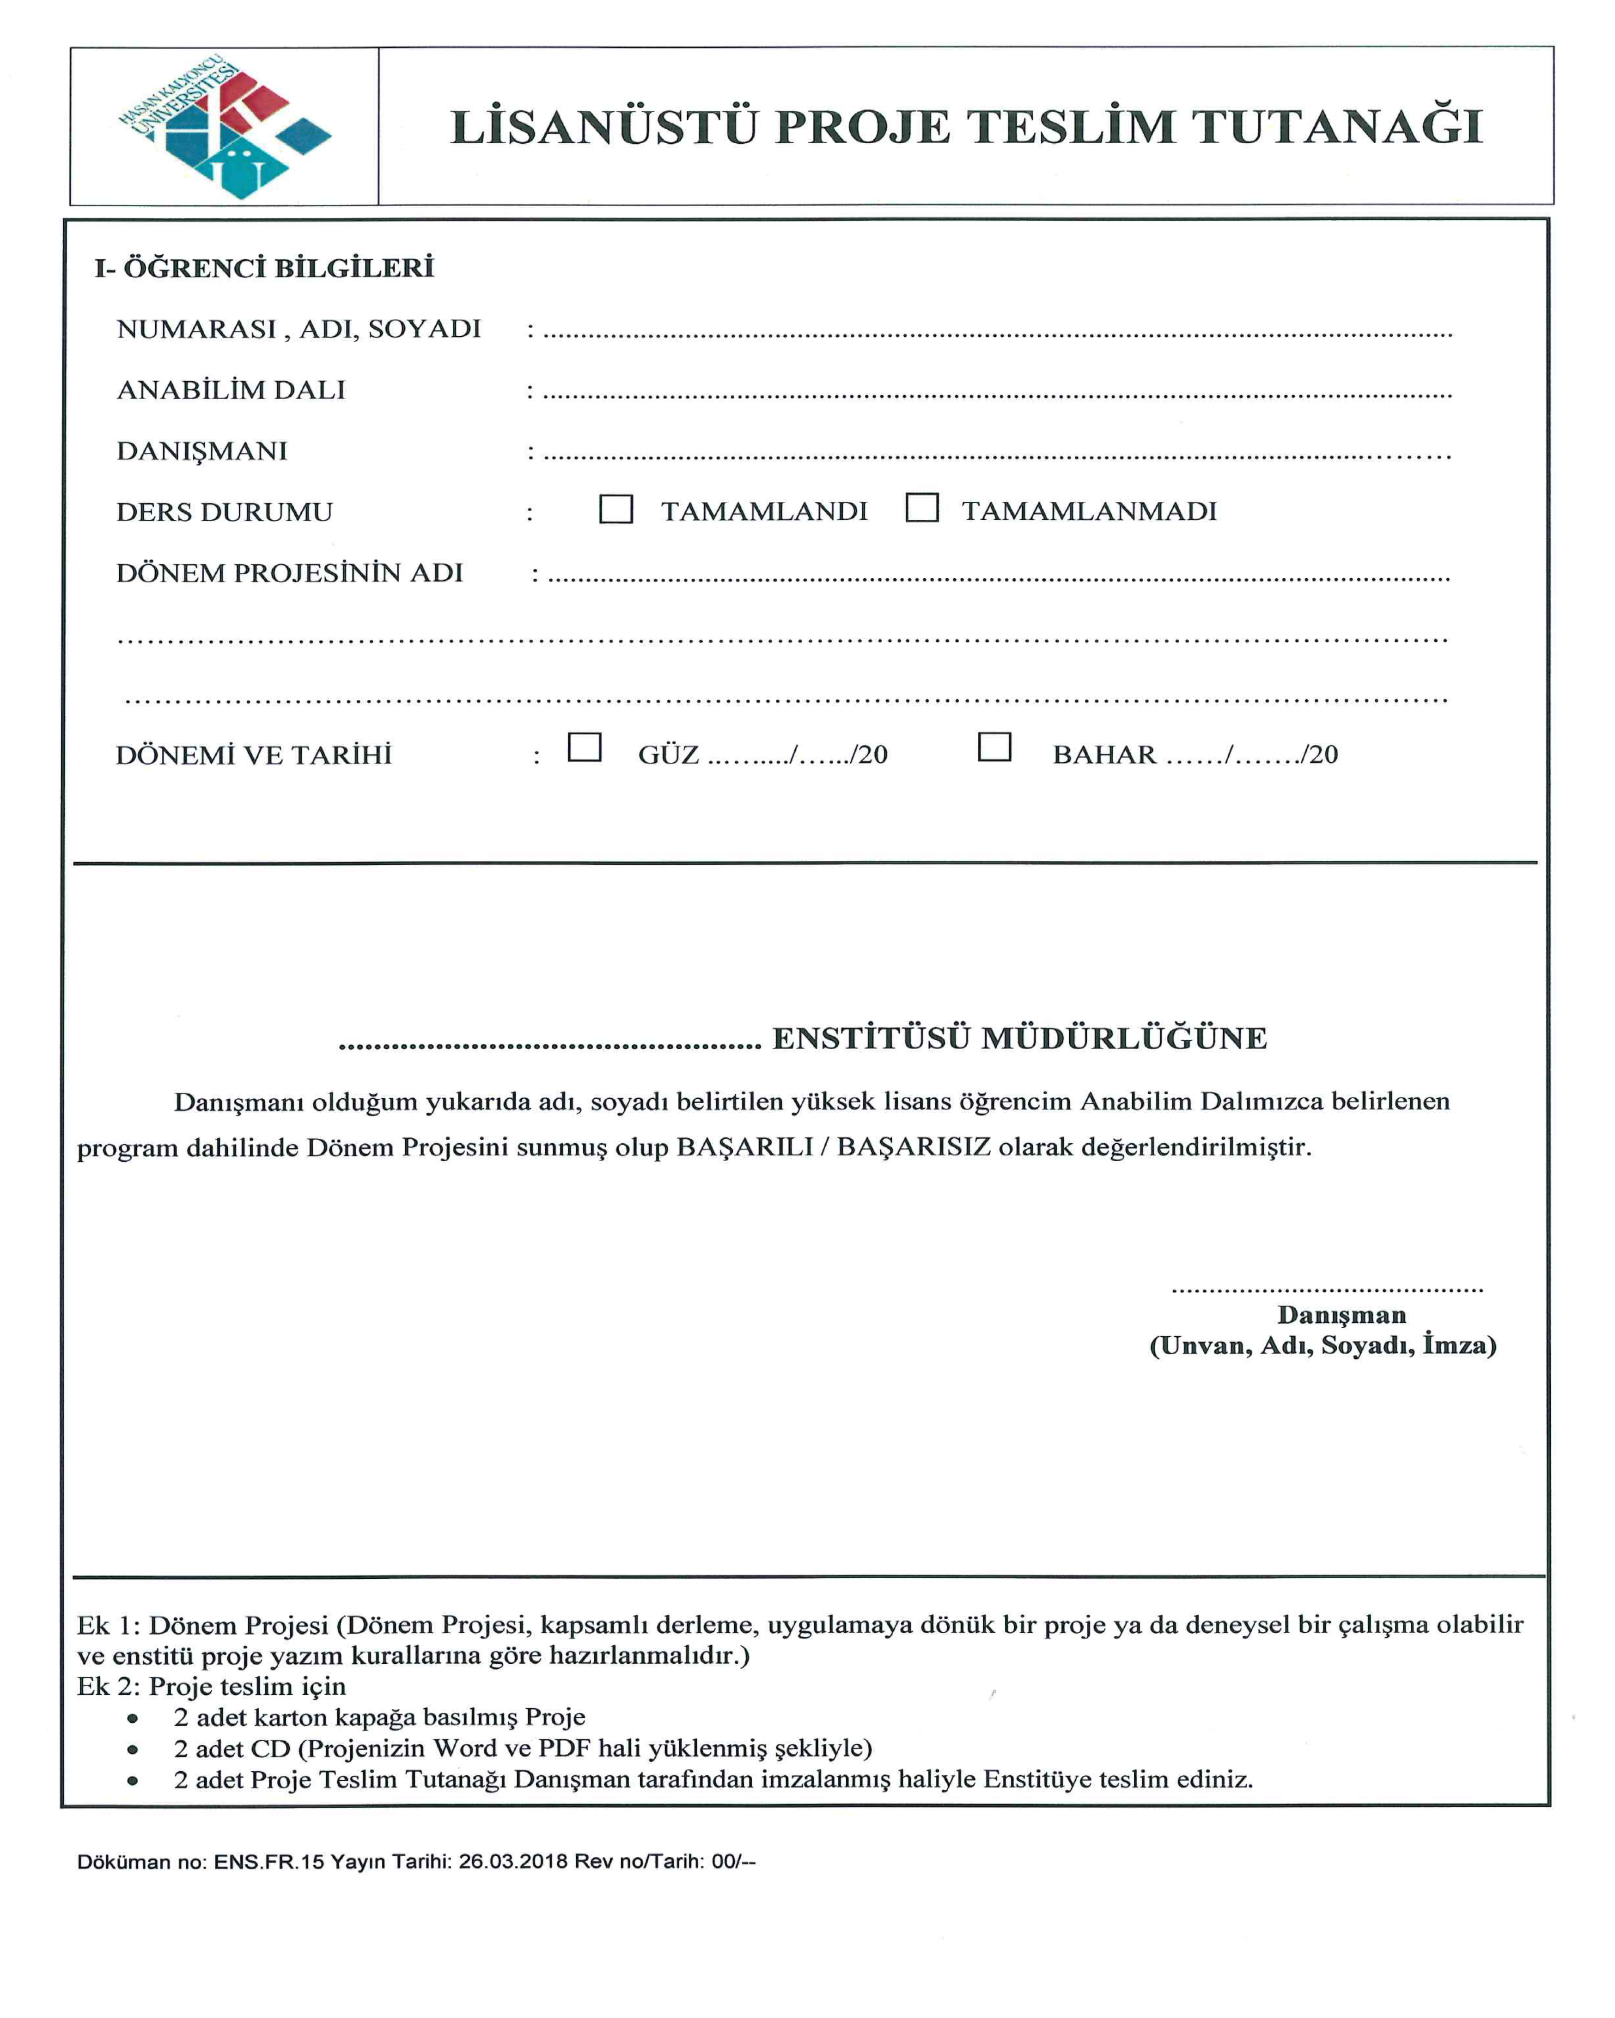 HASAN KALYONCU
ÜNİVERSİTESİ
LİSANÜSTÜ PROJE TESLİM TUTANAĞI
I- ÖĞRENCİ BİLGİLERİ
NUMARASI , ADI, SOYADI : ..........................................................................................................................
ANABİLİM DALI : ..........................................................................................................................
DANIŞMANI : ..........................................................................................................................
DERS DURUMU : ☐ TAMAMLANDI ☐ TAMAMLANMADI
DÖNEM PROJESİNİN ADI : ..........................................................................................................................
..........................................................................................................................
..........................................................................................................................
DÖNEMİ VE TARİHİ : ☐ GÜZ ........../....../20 ☐ BAHAR ....../......./20
............................................... ENSTİTÜSÜ MÜDÜRLÜĞÜNE
Danışmanı olduğum yukarıda adı, soyadı belirtilen yüksek lisans öğrencim Anabilim Dalımızca belirlenen
program dahilinde Dönem Projesini sunmuş olup BAŞARILI / BAŞARISIZ olarak değerlendirilmiştir.
..........................................
Danışman
(Unvan, Adı, Soyadı, İmza)
Ek 1: Dönem Projesi (Dönem Projesi, kapsamlı derleme, uygulamaya dönük bir proje ya da deneysel bir çalışma olabilir
ve enstitü proje yazım kurallarına göre hazırlanmalıdır.)
Ek 2: Proje teslim için
• 2 adet karton kapağa basılmış Proje
• 2 adet CD (Projenizin Word ve PDF hali yüklenmiş şekliyle)
• 2 adet Proje Teslim Tutanağı Danışman tarafından imzalanmış haliyle Enstitüye teslim ediniz.
Döküman no: ENS.FR.15 Yayın Tarihi: 26.03.2018 Rev no/Tarih: 00/--